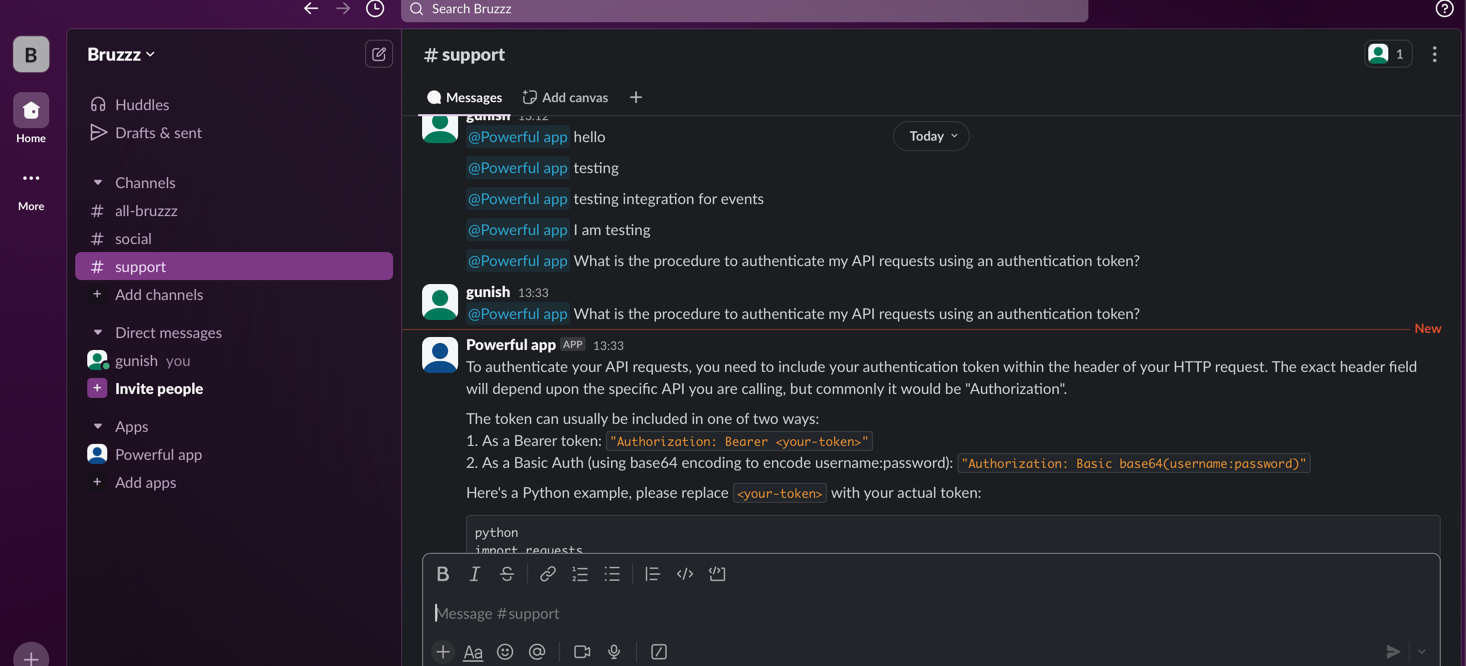 Search Bruzzz
B
Bruzzz
# support
1
Home
More
Huddles
Drafts & sent
Channels
# all-bruzzz
# social
# support
+ Add channels
Direct messages
gunish you
+ Invite people
Apps
Powerful app
+ Add apps
Messages
Add canvas
+
gunish 13:12
Today
@Powerful app hello
@Powerful app testing
@Powerful app testing integration for events
@Powerful app I am testing
@Powerful app What is the procedure to authenticate my API requests using an authentication token?
gunish 13:33
@Powerful app What is the procedure to authenticate my API requests using an authentication token?
New
Powerful app APP 13:33
To authenticate your API requests, you need to include your authentication token within the header of your HTTP request. The exact header field
will depend upon the specific API you are calling, but commonly it would be "Authorization".
The token can usually be included in one of two ways:
1. As a Bearer token: "Authorization: Bearer <your-token>"
2. As a Basic Auth (using base64 encoding to encode username:password): "Authorization: Basic base64(username:password)"
Here's a Python example, please replace <your-token> with your actual token:
python
import requests
B I S
Message #support
+ Aa @